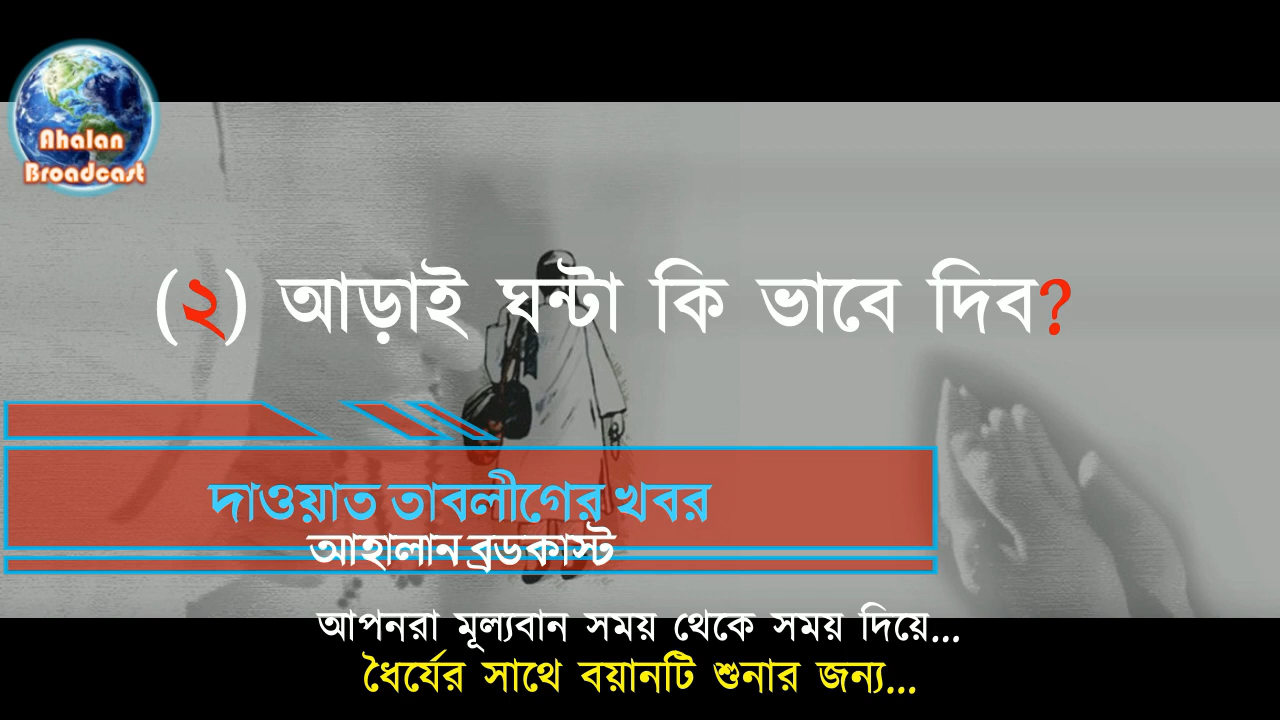 Ahalan
Broadcast
(২) আড়াই ঘন্টা কি ভাবে দিব?
দাওয়াত তাবলীগের খবর
আহালান ব্রডকাস্ট
আপনরা মূল্যবান সময় থেকে সময় দিয়ে...
ধৈর্যের সাথে বয়ানটি শুনার জন্য...